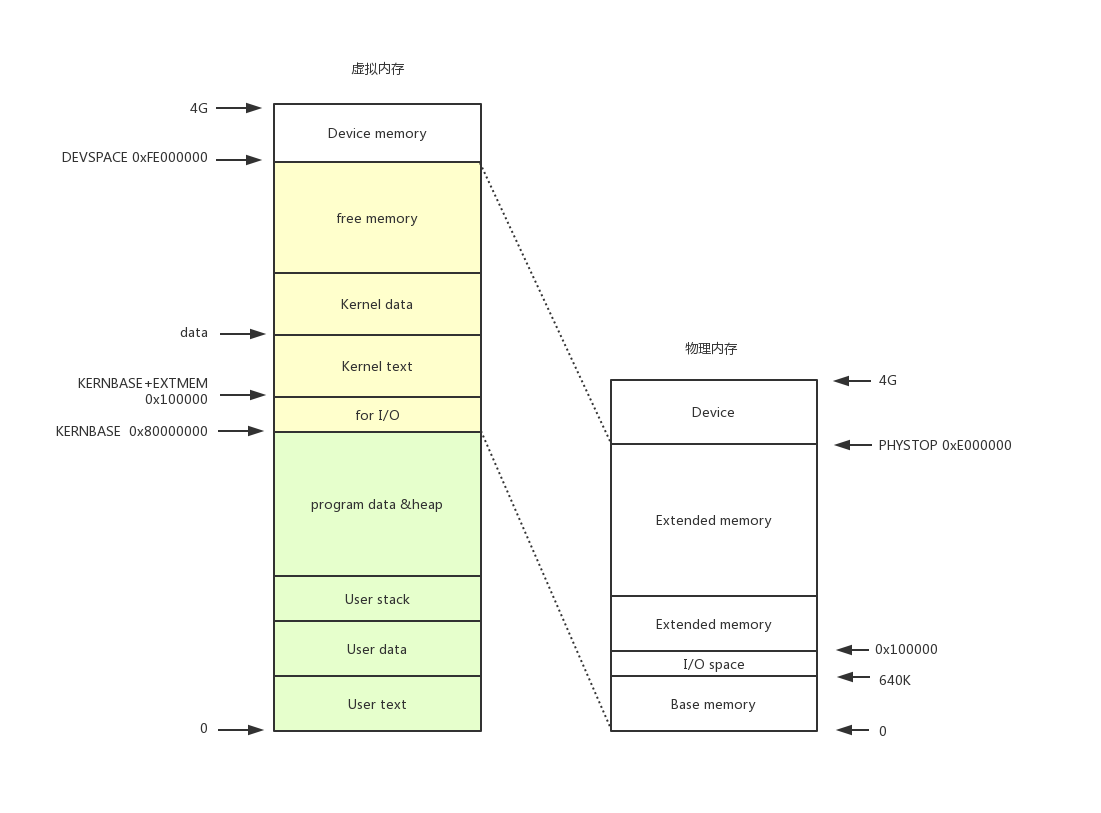 虚拟内存
4G
Device memory
DEVSPACE 0xFE000000
free memory
Kernel data
data
Kernel text
KERNBASE+EXTMEM
0x100000
for I/O
KERNBASE 0x80000000
program data &heap
User stack
User data
User text
0
物理内存
4G
Device
PHYSTOP 0xE000000
Extended memory
Extended memory
0x100000
I/O space
640K
Base memory
0